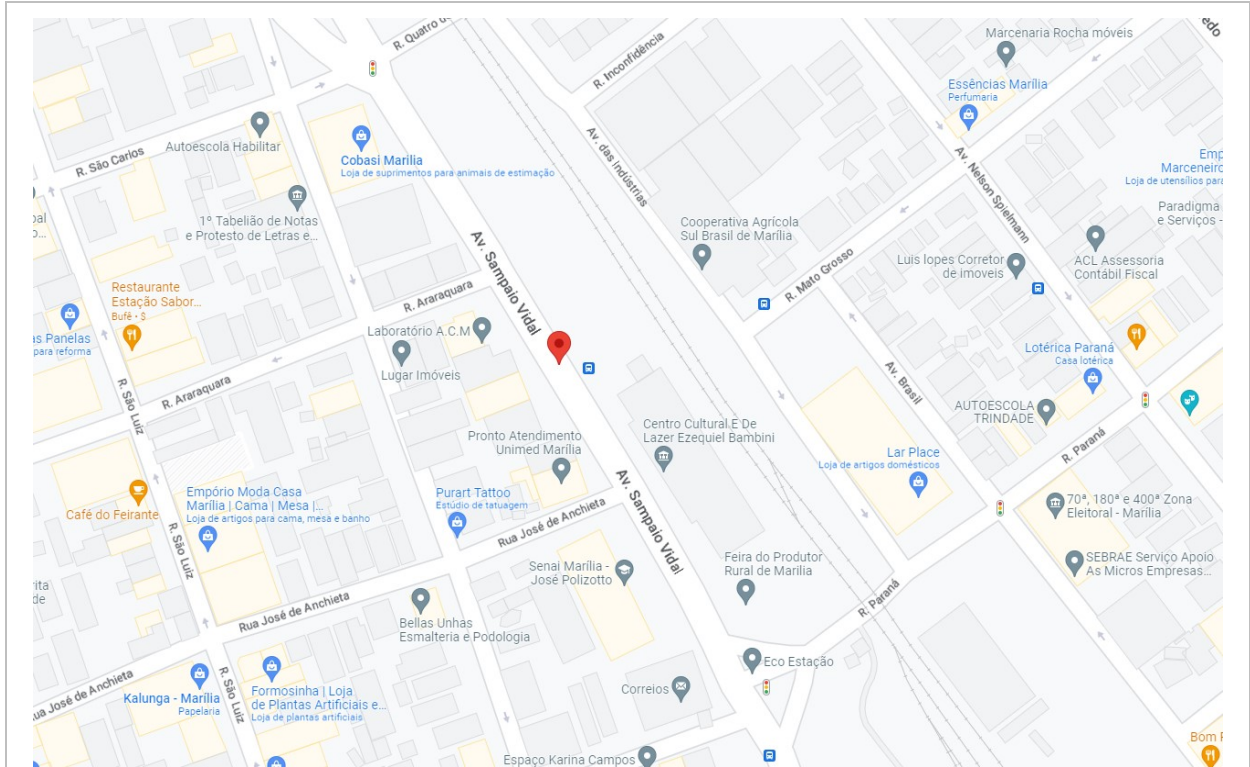 R. Quatro de
R. Inconfidência
Marcenaria Rocha móveis
Essências Marília
Perfumaria
Autoescola Habilitar
R. São Carlos
Cobasi Marilia
Loja de suprimentos para animais de estimação
Av. das Indústrias
Av. Nelson Spielmann
Emp
Marceneiro
Loja de utensílios para
1º Tabelião de Notas
e Protesto de Letras e...
Cooperativa Agrícola
Sul Brasil de Marília
Paradigma
e Serviços -
Av. Sampaio Vidal
R. Mato Grosso
Luis lopes Corretor
de imoveis
ACL Assessoria
Contábil Fiscal
Restaurante
Estação Sabor...
Bufê • $
R. Araraquara
as Panelas
para reforma
Laboratório A.C.M
Lugar Imóveis
Lotérica Paraná
Casa lotérica
R. São Luiz
R. Araraquara
Av. Brasil
AUTOESCOLA
TRINDADE
Centro Cultural E De
Lazer Ezequiel Bambini
Pronto Atendimento
Unimed Marília
R. Paraná
Lar Place
Loja de artigos domésticos
Empório Moda Casa
Marília | Cama | Mesa |...
Loja de artigos para cama, mesa e banho
Purart Tattoo
Estúdio de tatuagem
Café do Feirante
Av. Sampaio Vidal
70ª, 180ª e 400ª Zona
Eleitoral - Marília
R. São Luiz
Rua José de Anchieta
Senai Marília -
José Polizotto
Feira do Produtor
Rural de Marilia
SEBRAE Serviço Apoio
As Micros Empresas...
R. Paraná
Rua José de Anchieta
Bellas Unhas
Esmalteria e Podologia
Eco Estação
ua José de Anchieta
R. São Luiz
Kalunga - Marília
Papelaria
Formosinha | Loja
de Plantas Artificiais e...
Loja de plantas artificiais
Correios
Espaço Karina Campos
Bom